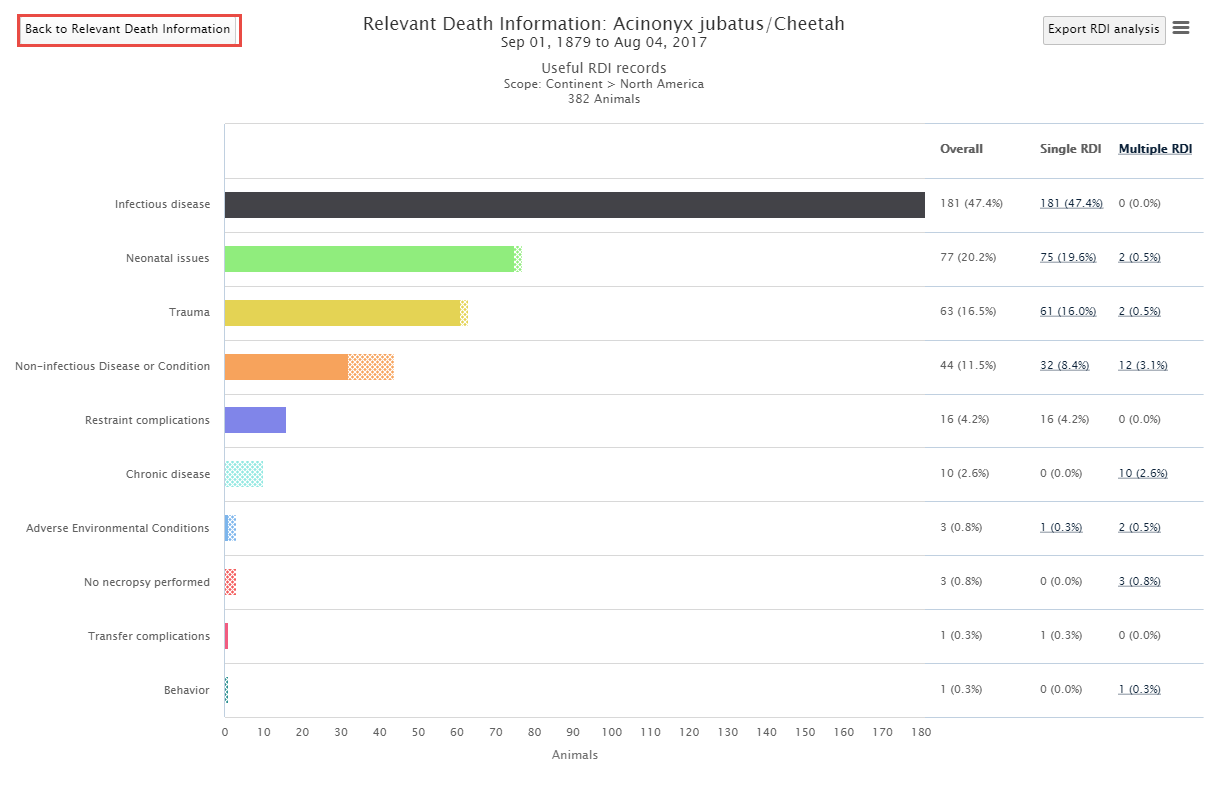 Back to Relevant Death Information
Relevant Death Information: Acinonyx jubatus/Cheetah
Export RDI analysis
Sep 01, 1879 to Aug 04, 2017
Useful RDI records
Scope: Continent > North America
382 Animals
Overall Single RDI Multiple RDI
Infectious disease 181 (47.4%) 181 (47.4%) 0 (0.0%)
Neonatal issues 77 (20.2%) 75 (19.6%) 2 (0.5%)
Trauma 63 (16.5%) 61 (16.0%) 2 (0.5%)
Non-infectious Disease or Condition 44 (11.5%) 32 (8.4%) 12 (3.1%)
Restraint complications 16 (4.2%) 16 (4.2%) 0 (0.0%)
Chronic disease 10 (2.6%) 0 (0.0%) 10 (2.6%)
Adverse Environmental Conditions 3 (0.8%) 1 (0.3%) 2 (0.5%)
No necropsy performed 3 (0.8%) 0 (0.0%) 3 (0.8%)
Transfer complications 1 (0.3%) 1 (0.3%) 0 (0.0%)
Behavior 1 (0.3%) 0 (0.0%) 1 (0.3%)
0 10 20 30 40 50 60 70 80 90 100 110 120 130 140 150 160 170 180
Animals